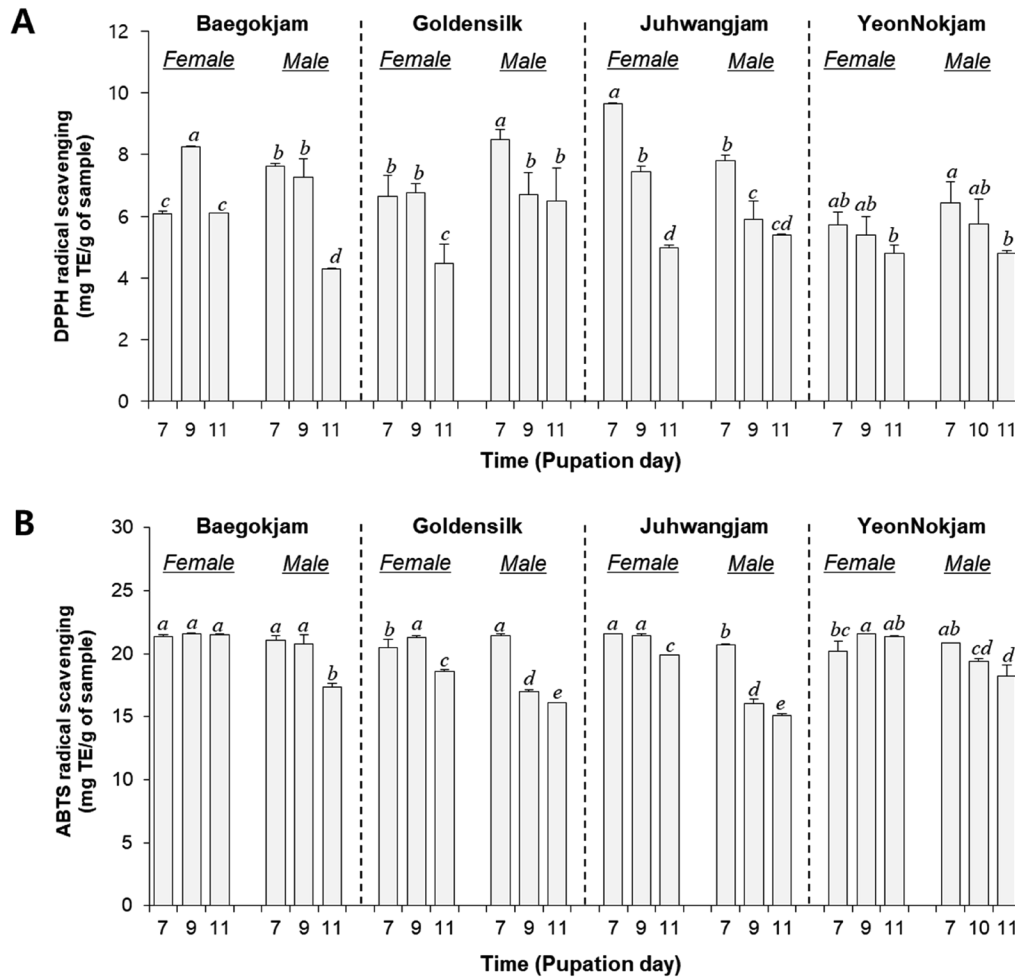 A
Baegokjam Goldensilk Juhwangjam YeonNokjam
Female Male Female Male Female Male Female Male
DPPH radical scavenging
(mg TE/g of sample)
12
10
8
6
4
2
0
c a c b b d b b c a b b a b d b c cd ab ab b a ab b
7 9 11 7 9 11 7 9 11 7 9 11 7 9 11 7 9 11 7 9 11 7 10 11
Time (Pupation day)
B
Baegokjam Goldensilk Juhwangjam YeonNokjam
Female Male Female Male Female Male Female Male
ABTS radical scavenging
(mg TE/g of sample)
30
25
20
15
10
5
0
a a a a a b b a c a d e a a c b d e bc a ab ab cd d
7 9 11 7 9 11 7 9 11 7 9 11 7 9 11 7 9 11 7 9 11 7 10 11
Time (Pupation day)